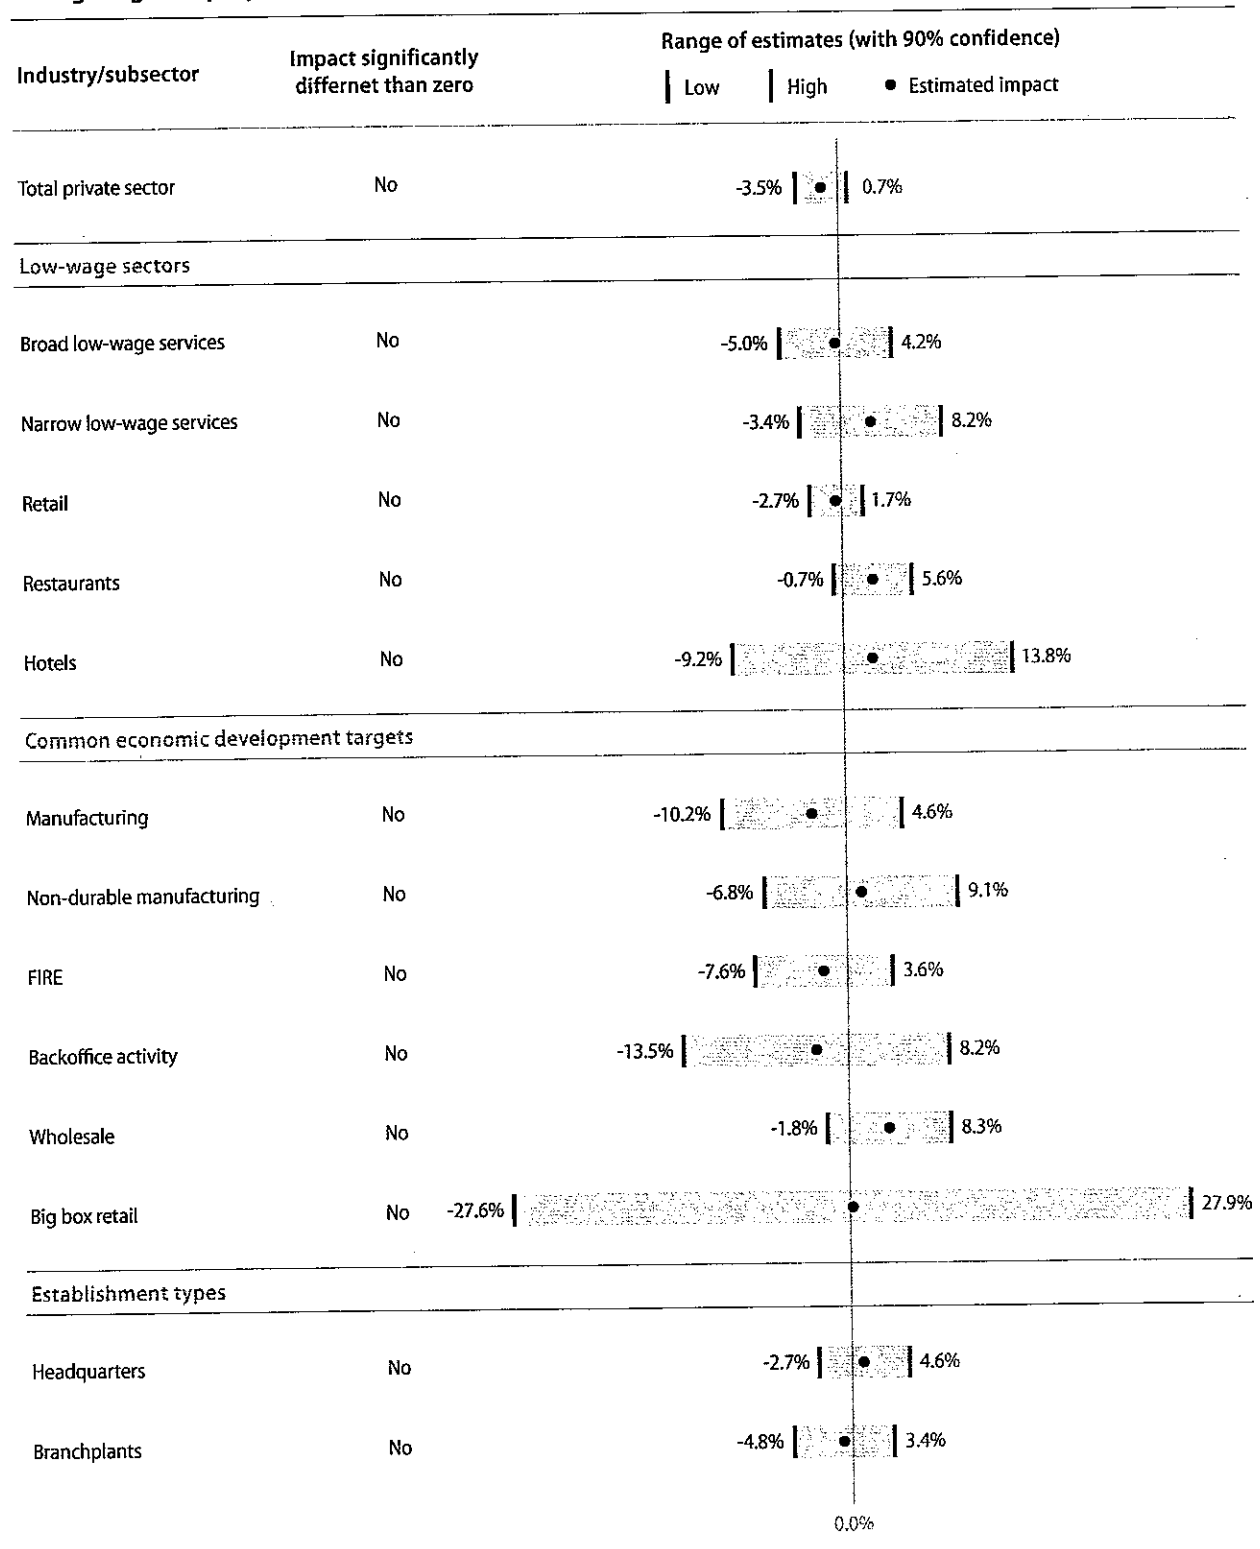 Range of estimates (with 90% confidence)
Industry/subsector
Impact significantly
differnet than zero
Low
High
Estimated impact
Total private sector No -3.5% 0.7%
Low-wage sectors
Broad low-wage services No -5.0% 4.2%
Narrow low-wage services No -3.4% 8.2%
Retail No -2.7% 1.7%
Restaurants No -0.7% 5.6%
Hotels No -9.2% 13.8%
Common economic development targets
Manufacturing No -10.2% 4.6%
Non-durable manufacturing No -6.8% 9.1%
FIRE No -7.6% 3.6%
Backoffice activity No -13.5% 8.2%
Wholesale No -1.8% 8.3%
Big box retail No -27.6% 27.9%
Establishment types
Headquarters No -2.7% 4.6%
Branchplants No -4.8% 3.4%
0.0%